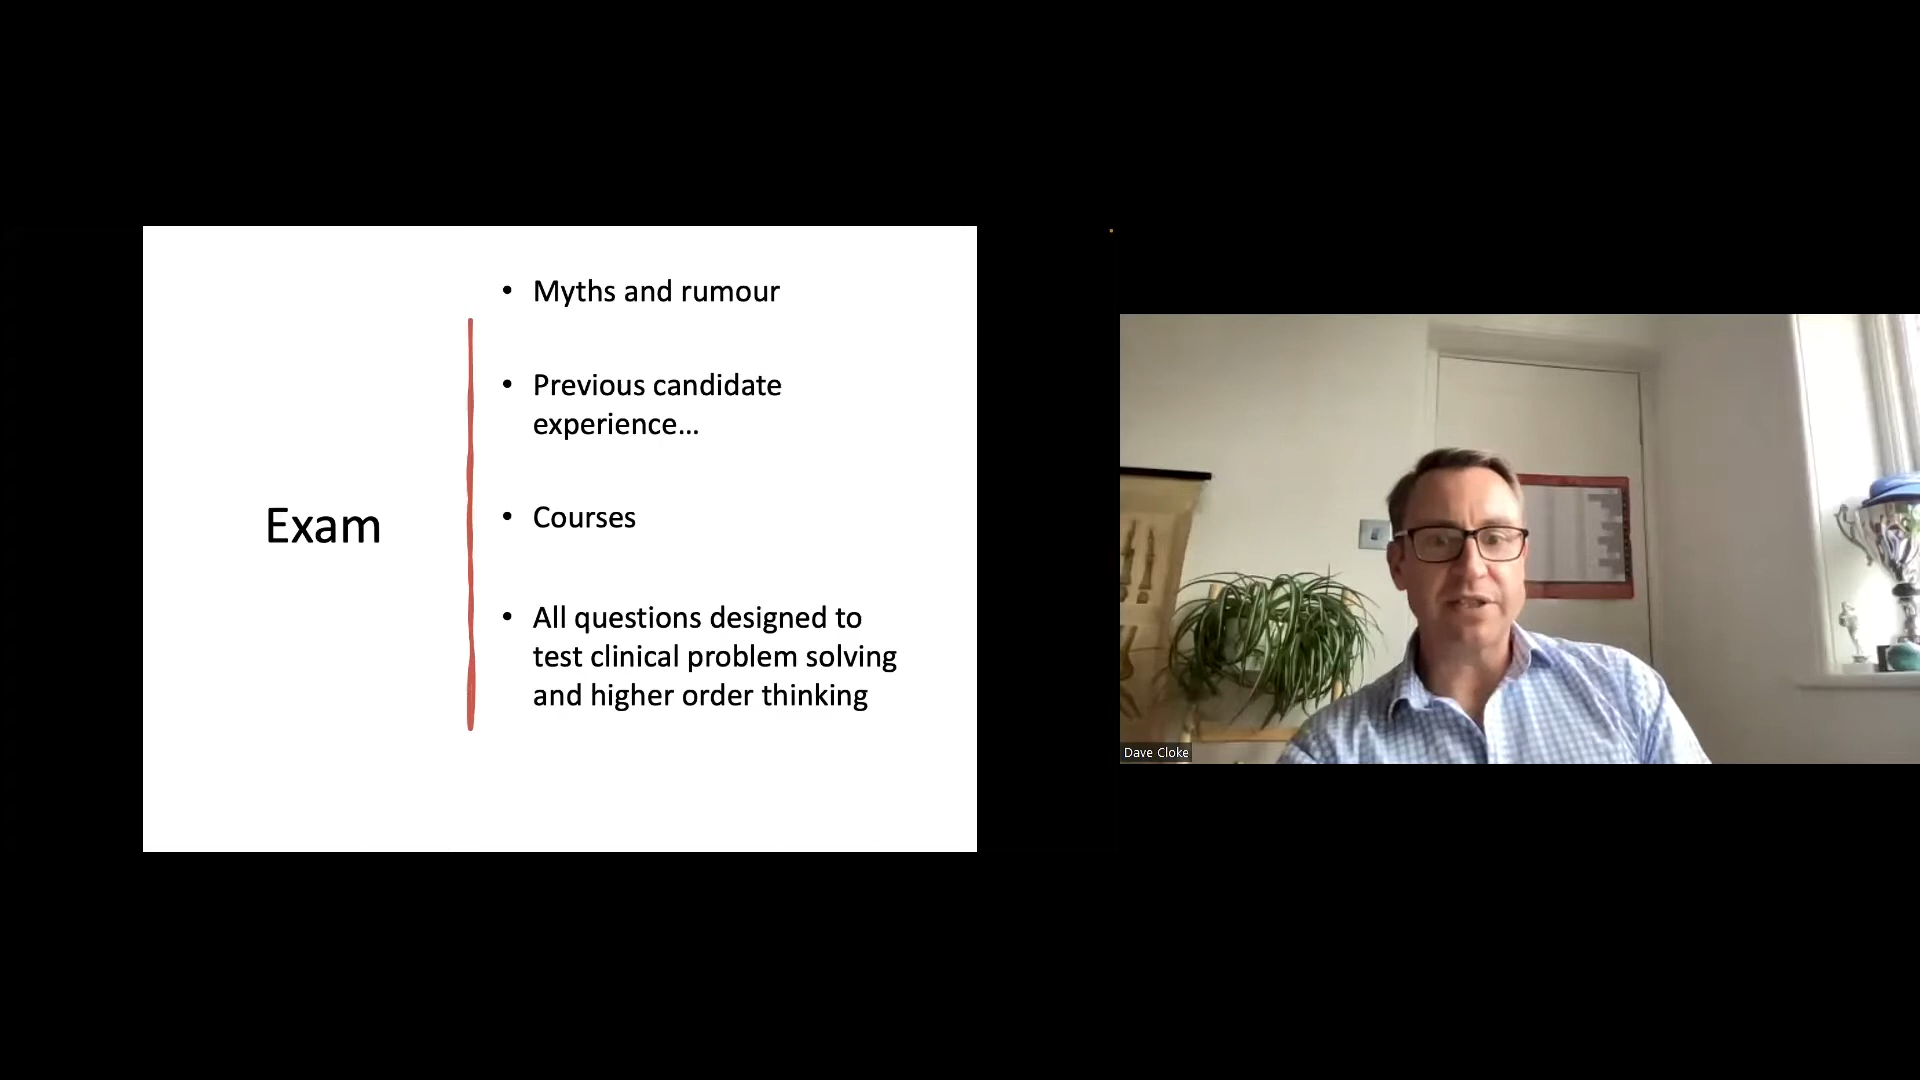 Exam
• Myths and rumour
• Previous candidate
experience...
• Courses
• All questions designed to
test clinical problem solving
and higher order thinking
Dave Cloke